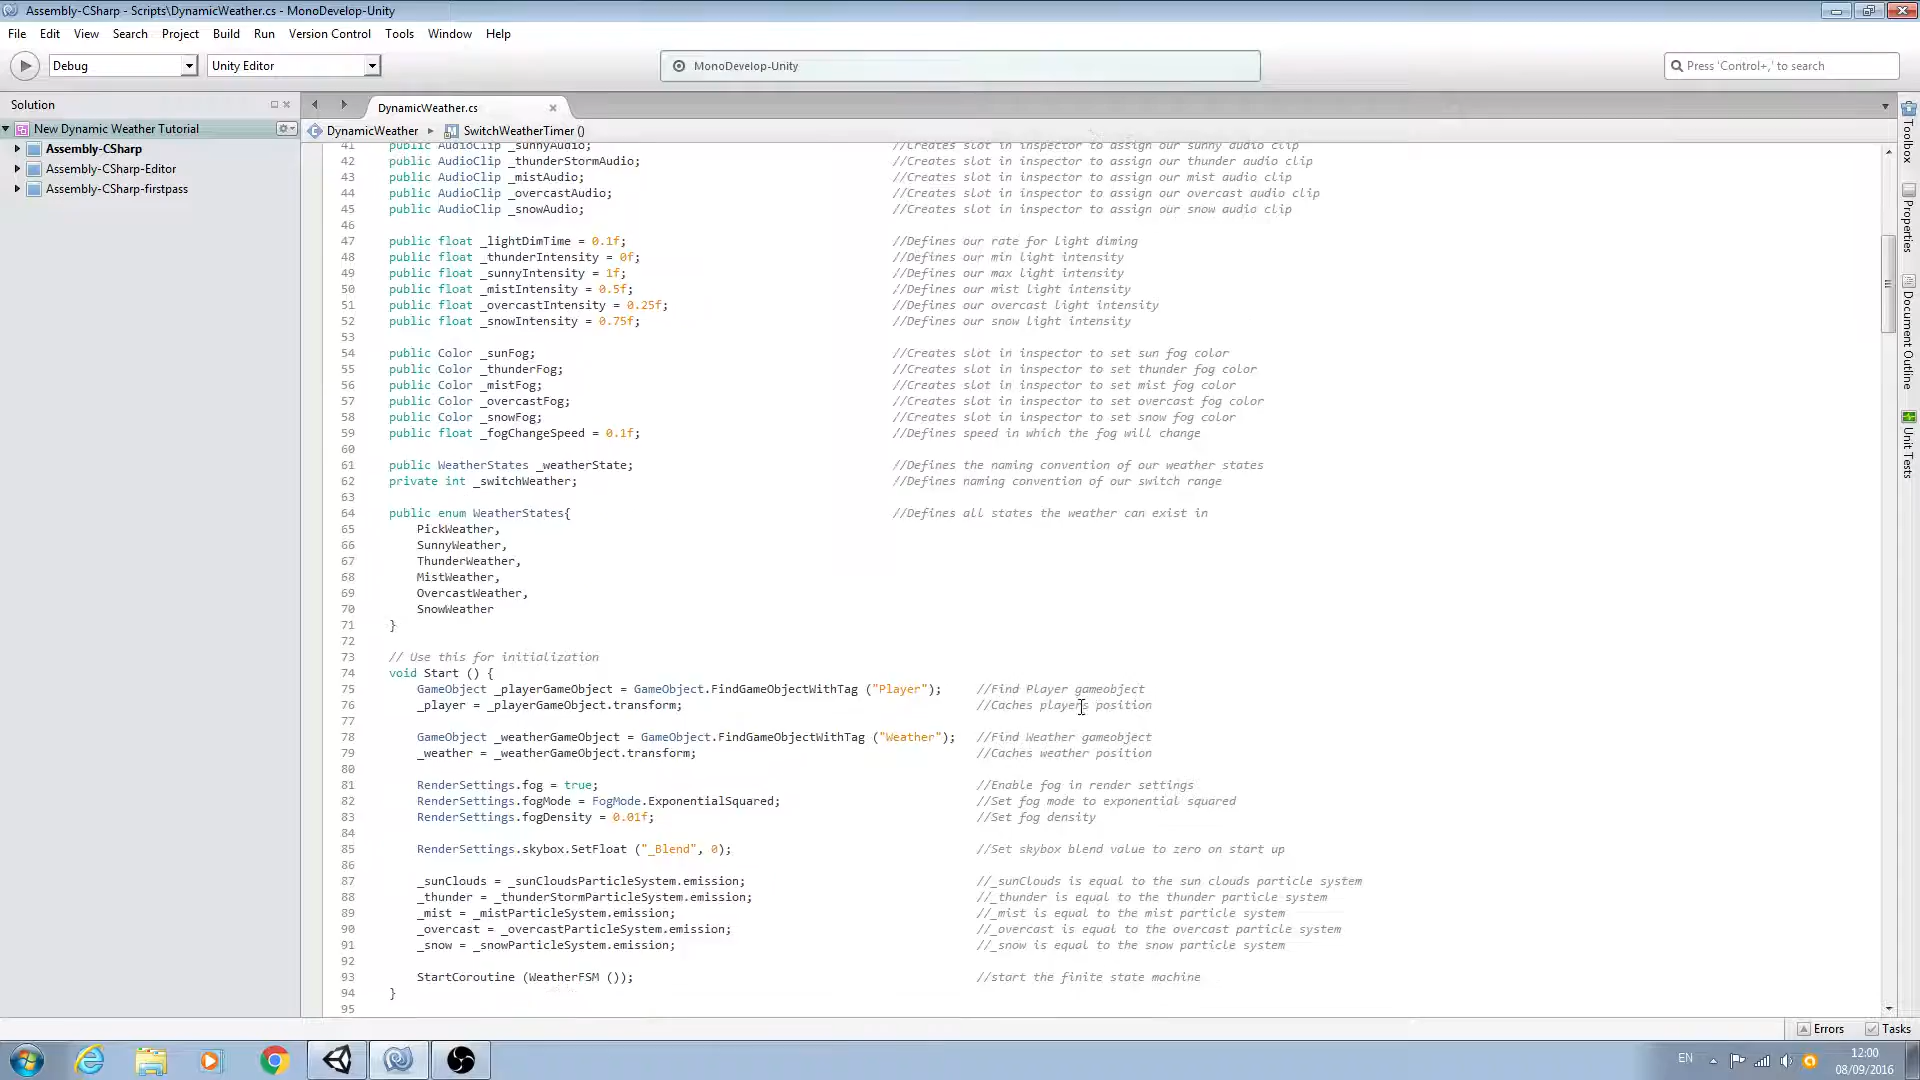 Assembly-CSharp - Scripts\DynamicWeather.cs - MonoDevelop-Unity
File Edit View Search Project Build Run Version Control Tools Window Help
Debug Unity Editor MonoDevelop-Unity Press 'Control+,' to search
Solution
New Dynamic Weather Tutorial
Assembly-CSharp
Assembly-CSharp-Editor
Assembly-CSharp-firstpass
DynamicWeather.cs
DynamicWeather SwitchWeatherTimer ()
41 public AudioClip _sunnyAudio; //Creates slot in inspector to assign our sunny audio clip
42 public AudioClip _thunderStormAudio; //Creates slot in inspector to assign our thunder audio clip
43 public AudioClip _mistAudio; //Creates slot in inspector to assign our mist audio clip
44 public AudioClip _overcastAudio; //Creates slot in inspector to assign our overcast audio clip
45 public AudioClip _snowAudio; //Creates slot in inspector to assign our snow audio clip
46
47 public float _lightDimTime = 0.1f; //Defines our rate for light diming
48 public float _thunderIntensity = 0f; //Defines our min light intensity
49 public float _sunnyIntensity = 1f; //Defines our max light intensity
50 public float _mistIntensity = 0.5f; //Defines our mist light intensity
51 public float _overcastIntensity = 0.25f; //Defines our overcast light intensity
52 public float _snowIntensity = 0.75f; //Defines our snow light intensity
53
54 public Color _sunFog; //Creates slot in inspector to set sun fog color
55 public Color _thunderFog; //Creates slot in inspector to set thunder fog color
56 public Color _mistFog; //Creates slot in inspector to set mist fog color
57 public Color _overcastFog; //Creates slot in inspector to set overcast fog color
58 public Color _snowFog; //Creates slot in inspector to set snow fog color
59 public float _fogChangeSpeed = 0.1f; //Defines speed in which the fog will change
60
61 public WeatherStates _weatherState; //Defines the naming convention of our weather states
62 private int _switchWeather; //Defines naming convention of our switch range
63
64 public enum WeatherStates{ //Defines all states the weather can exist in
65 PickWeather,
66 SunnyWeather,
67 ThunderWeather,
68 MistWeather,
69 OvercastWeather,
70 SnowWeather
71 }
72
73 // Use this for initialization
74 void Start () {
75 GameObject _playerGameObject = GameObject.FindGameObjectWithTag ("Player"); //Find Player gameobject
76 _player = _playerGameObject.transform; //Caches players position
77
78 GameObject _weatherGameObject = GameObject.FindGameObjectWithTag ("Weather"); //Find Weather gameobject
79 _weather = _weatherGameObject.transform; //Caches weather position
80
81 RenderSettings.fog = true; //Enable fog in render settings
82 RenderSettings.fogMode = FogMode.ExponentialSquared; //Set fog mode to exponential squared
83 RenderSettings.fogDensity = 0.01f; //Set fog density
84
85 RenderSettings.skybox.SetFloat ("_Blend", 0); //Set skybox blend value to zero on start up
86
87 _sunClouds = _sunCloudsParticleSystem.emission; //_sunClouds is equal to the sun clouds particle system
88 _thunder = _thunderStormParticleSystem.emission; //_thunder is equal to the thunder particle system
89 _mist = _mistParticleSystem.emission; //_mist is equal to the mist particle system
90 _overcast = _overcastParticleSystem.emission; //_overcast is equal to the overcast particle system
91 _snow = _snowParticleSystem.emission; //_snow is equal to the snow particle system
92
93 StartCoroutine (WeatherFSM ()); //start the finite state machine
94 }
95
Toolbox
Properties
Document Outline
Unit Tests
Errors Tasks
EN
12:00
08/09/2016